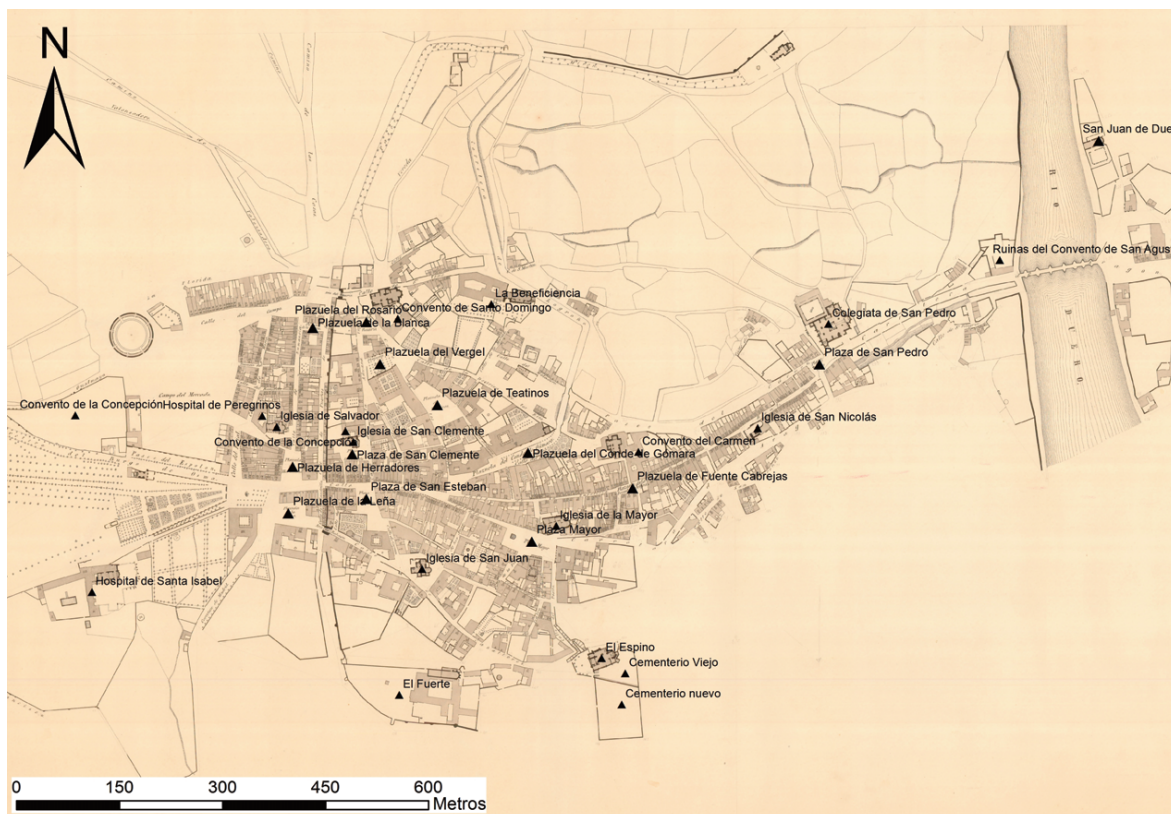 N
San Juan de Due
RIO
Ruinas del Convento de San Agus
DUERO
La Beneficiencia
Convento de Santo Domingo
Plazuela del Rosario
Plazuela de la Blanca
Colegiata de San Pedro
Plazuela del Vergel
Plaza de San Pedro
Plazuela de Teatinos
Convento de la Concepción
Hospital de Peregrinos
Iglesia de Salvador
Iglesia de San Clemente
Iglesia de San Nicolás
Convento de la Concepción
Convento del Carmen
Plaza de San Clemente
Plazuela del Conde de Gómara
Plazuela de Herradores
Plaza de San Esteban
Plazuela de Fuente Cabrejas
Plazuela de la Leña
Iglesia de la Mayor
Plaza Mayor
Iglesia de San Juan
Hospital de Santa Isabel
El Espino
Cementerio Viejo
El Fuerte
Cementerio nuevo
0 150 300 450 600
Metros